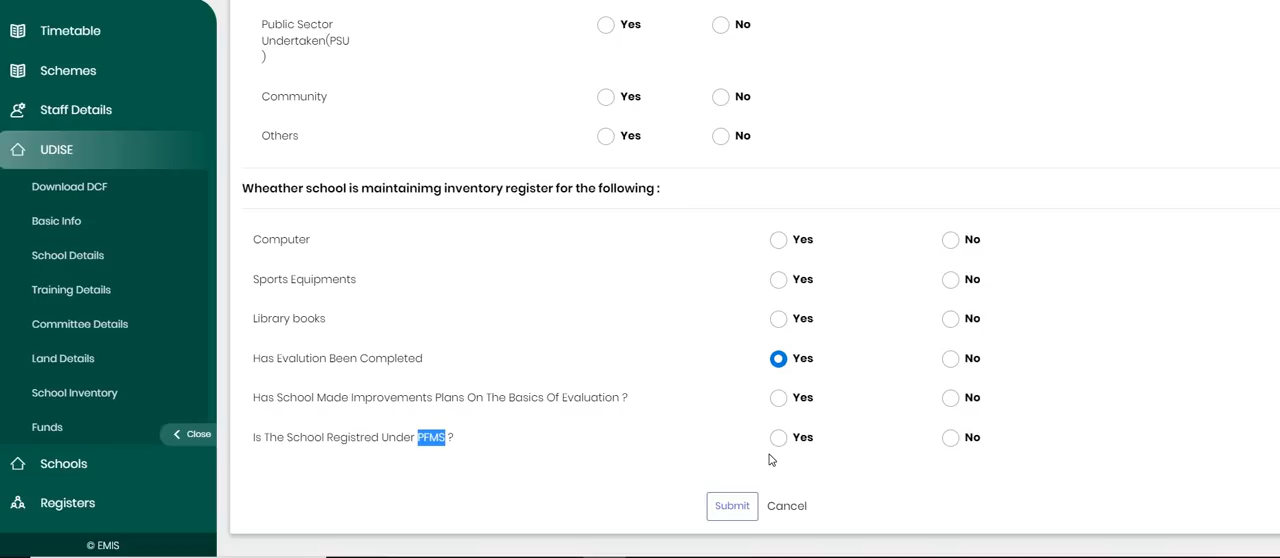 Timetable
Schemes
Staff Details
UDISE
Download DCF
Basic Info
School Details
Training Details
Committee Details
Land Details
School Inventory
Funds
Close
Schools
Registers
© EMIS
Public Sector Yes No
Undertaken(PSU
)
Community Yes No
Others Yes No
Wheather school is maintainimg inventory register for the following :
Computer Yes No
Sports Equipments Yes No
Library books Yes No
Has Evalution Been Completed Yes No
Has School Made Improvements Plans On The Basics Of Evaluation ? Yes No
Is The School Registred Under PFMS ? Yes No
Submit Cancel